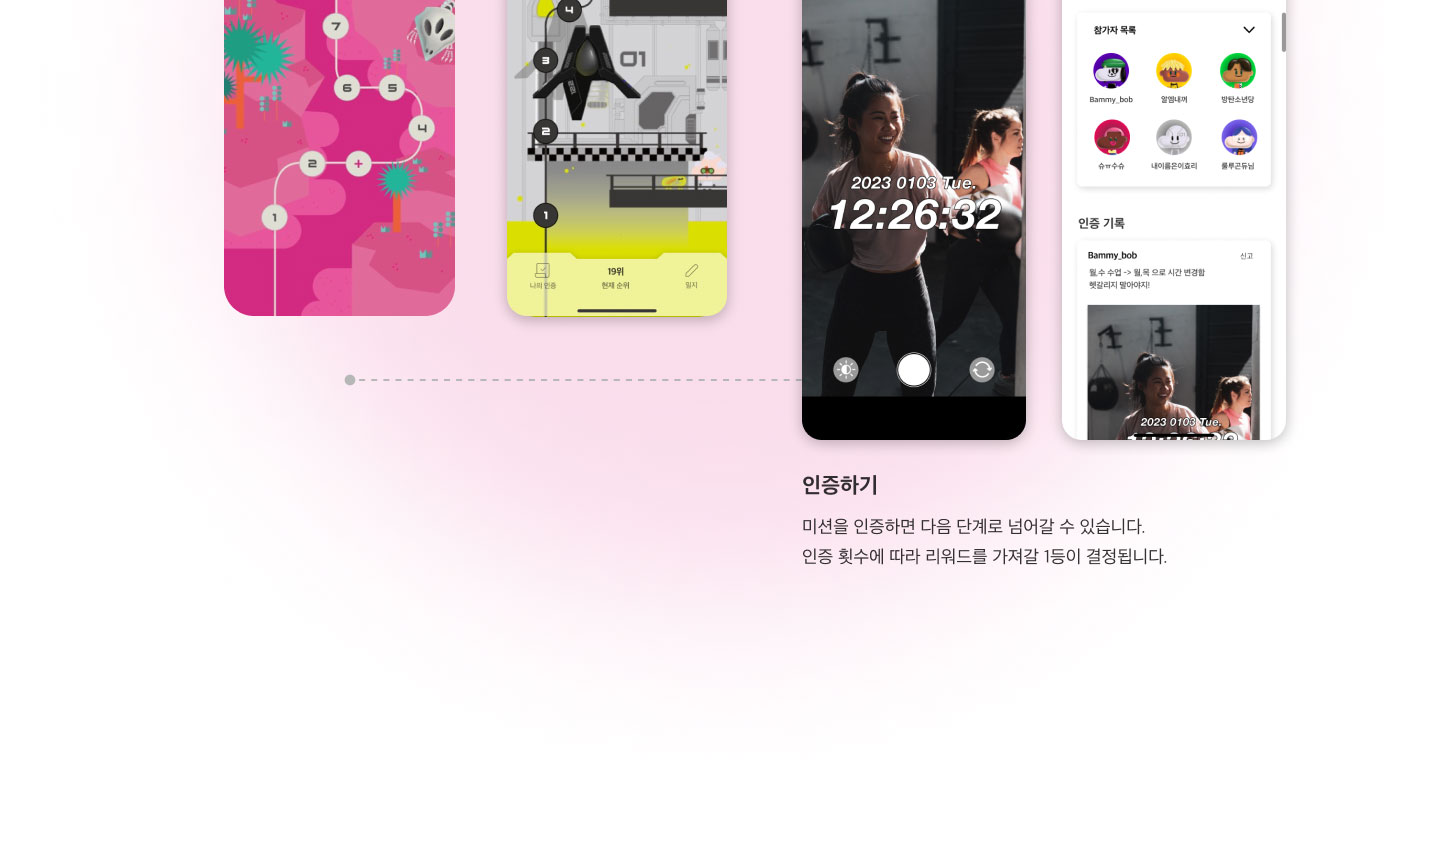 7
6
5
4
2
+
1
4
3
01
2
1
나의 인증
19위
현재 순위
일지
2023 0103 Tue.
12:26:32
참가자 목록
Bammy_bob
알엠내꺼
방탄소년당
슈ㅠ수슈
내이름은이효리
룰루곤듀님
인증 기록
Bammy_bob
신고
월,수 수업 -> 월,목 으로 시간 변경함
헷갈리지 말아야지!
2023 0103 Tue.
인증하기
미션을 인증하면 다음 단계로 넘어갈 수 있습니다.
인증 횟수에 따라 리워드를 가져갈 1등이 결정됩니다.